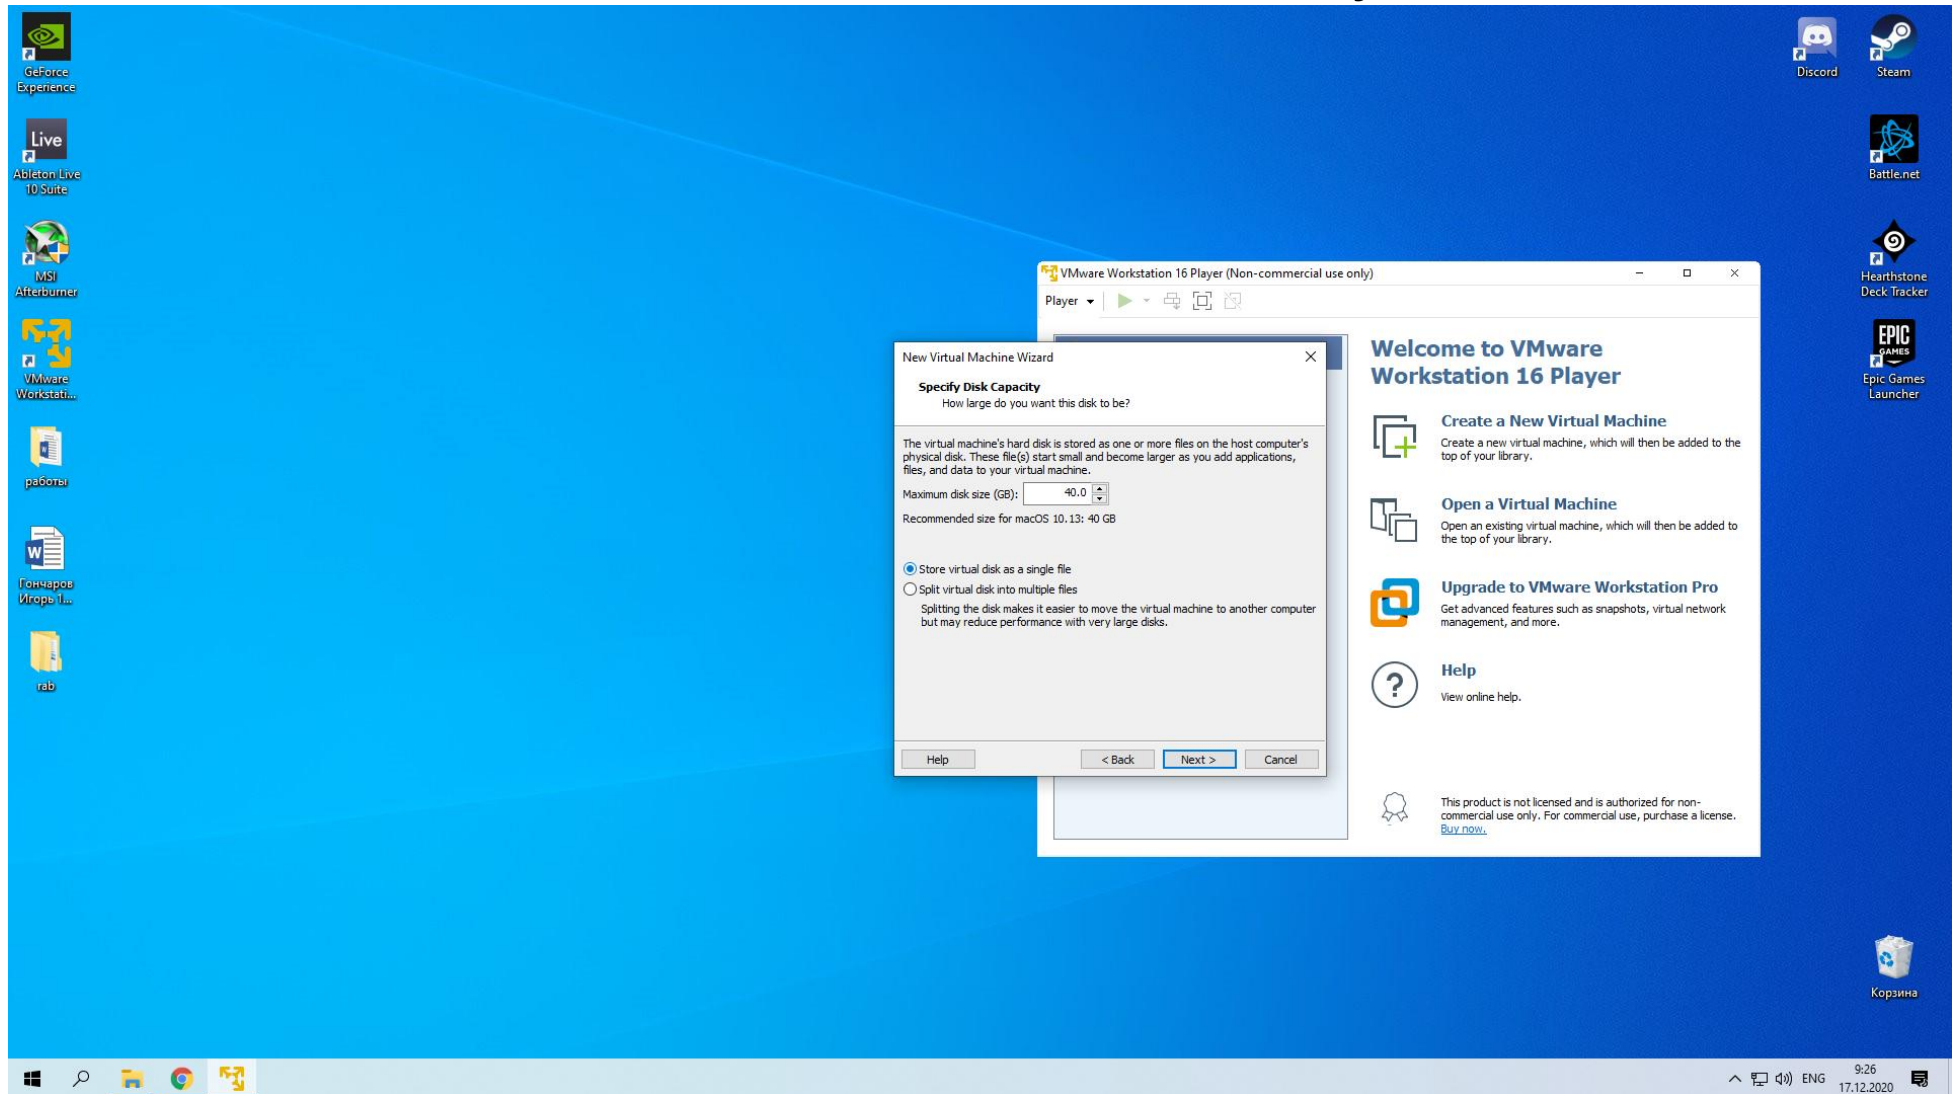 GeForce
Experience
Live
Ableton Live
10 Suite
MSI
Afterburner
VMware
Workstati...
работы
Гончаров
Игорь 1...
rab
Discord
Steam
Battle.net
Hearthstone
Deck Tracker
EPIC
GAMES
Epic Games
Launcher
Корзина
VMware Workstation 16 Player (Non-commercial use only)
Player
New Virtual Machine Wizard
Specify Disk Capacity
How large do you want this disk to be?
The virtual machine's hard disk is stored as one or more files on the host computer's
physical disk. These file(s) start small and become larger as you add applications,
files, and data to your virtual machine.
Maximum disk size (GB): 40.0
Recommended size for macOS 10.13: 40 GB
Store virtual disk as a single file
Split virtual disk into multiple files
Splitting the disk makes it easier to move the virtual machine to another computer
but may reduce performance with very large disks.
Help < Back Next > Cancel
Welcome to VMware
Workstation 16 Player
Create a New Virtual Machine
Create a new virtual machine, which will then be added to the
top of your library.
Open a Virtual Machine
Open an existing virtual machine, which will then be added to
the top of your library.
Upgrade to VMware Workstation Pro
Get advanced features such as snapshots, virtual network
management, and more.
Help
View online help.
This product is not licensed and is authorized for non-
commercial use only. For commercial use, purchase a license.
Buy now.
ENG
9:26
17.12.2020